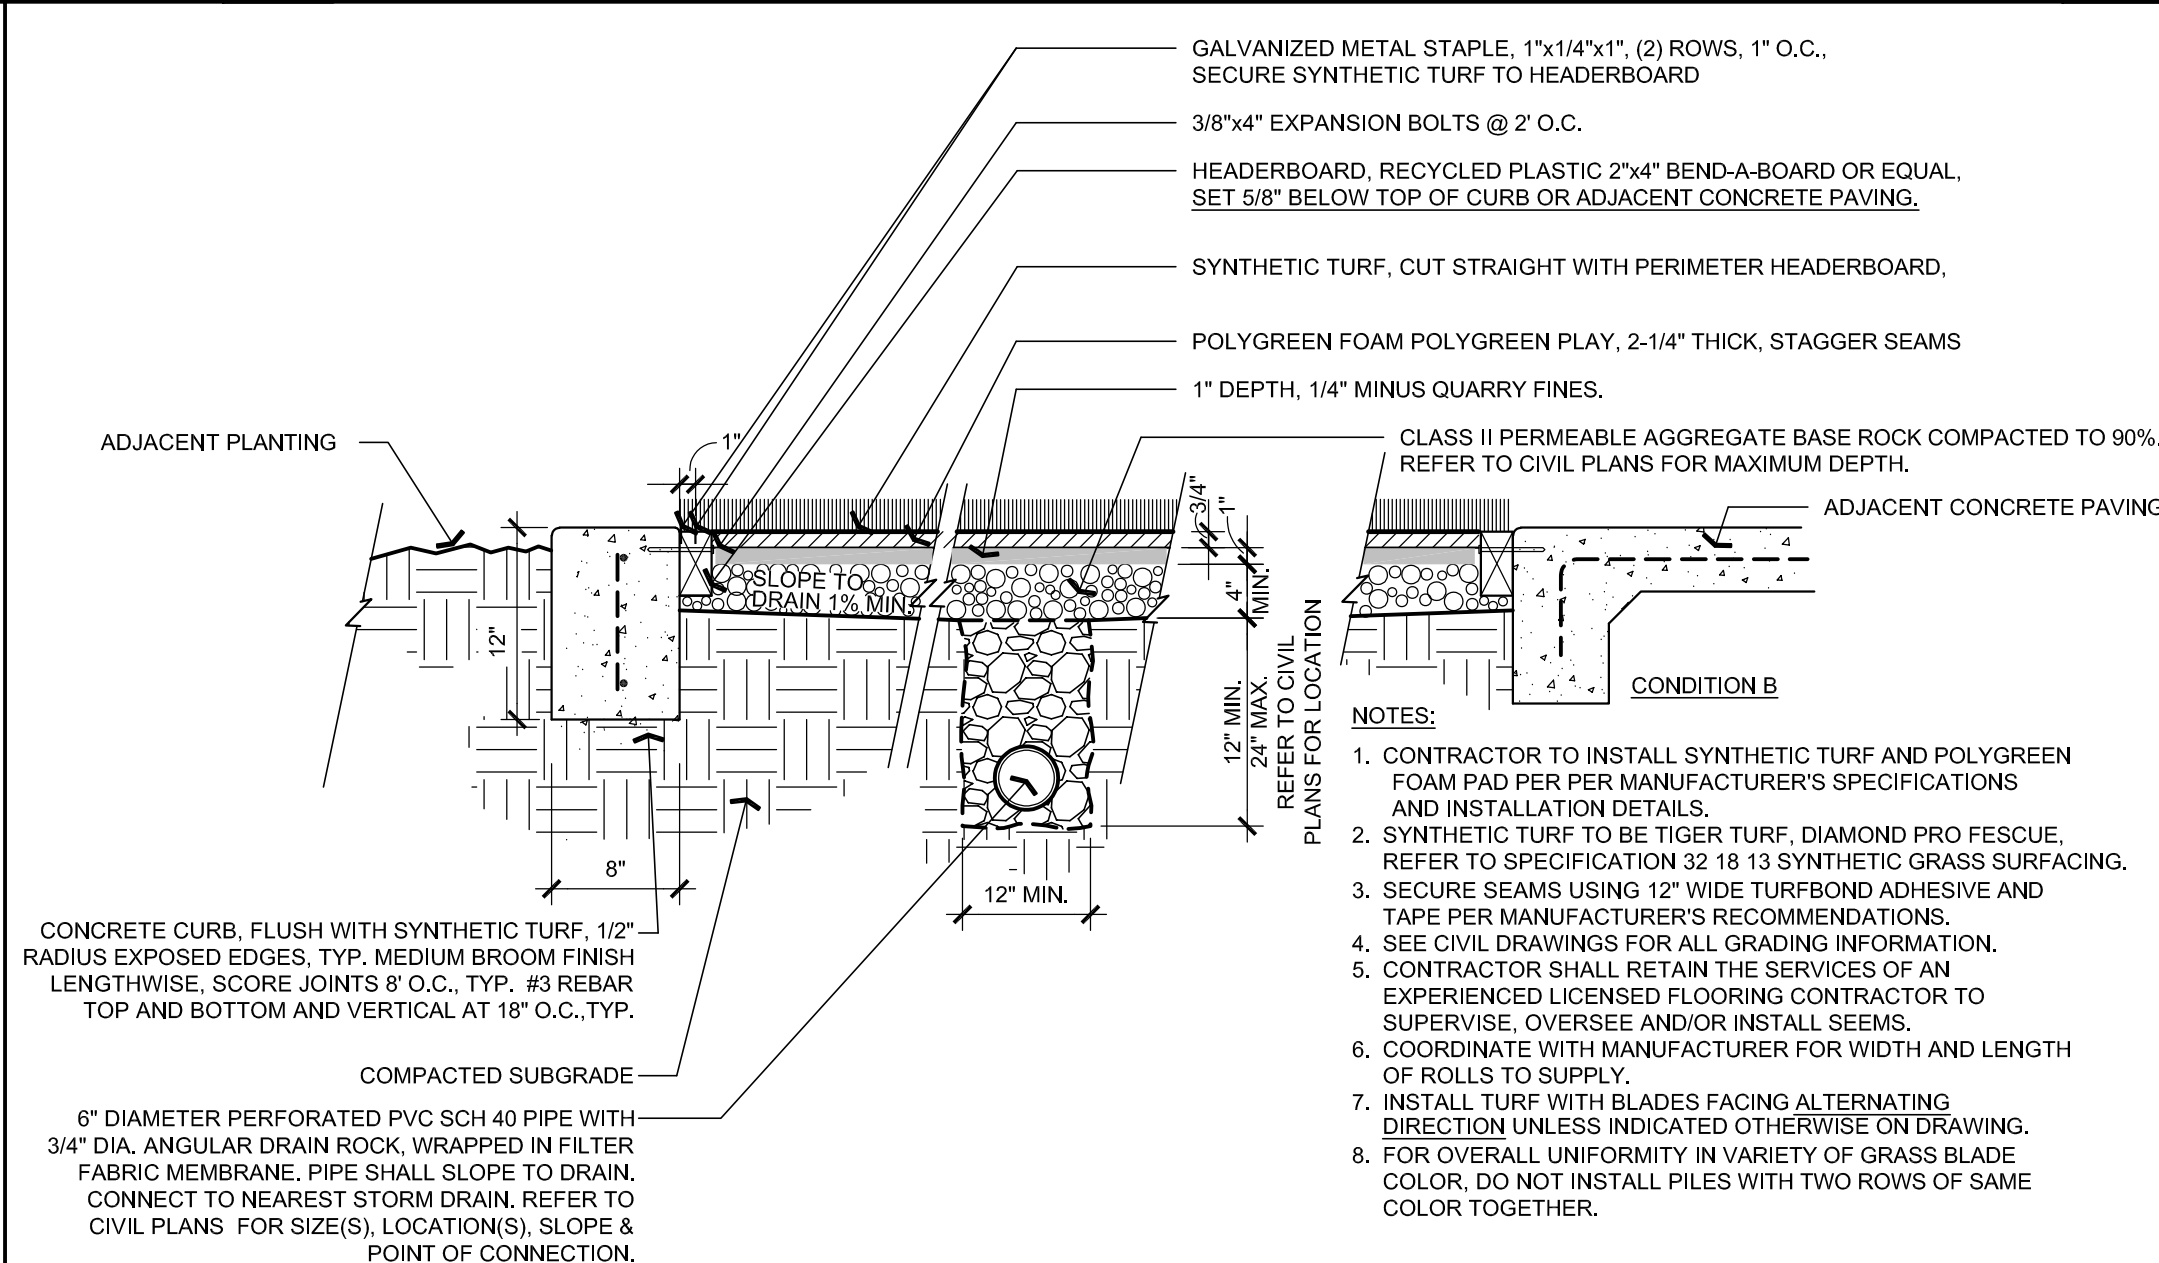 GALVANIZED METAL STAPLE, 1"x1/4"x1", (2) ROWS, 1" O.C.,
SECURE SYNTHETIC TURF TO HEADERBOARD
3/8"x4" EXPANSION BOLTS @ 2' O.C.
HEADERBOARD, RECYCLED PLASTIC 2"x4" BEND-A-BOARD OR EQUAL,
SET 5/8" BELOW TOP OF CURB OR ADJACENT CONCRETE PAVING.
SYNTHETIC TURF, CUT STRAIGHT WITH PERIMETER HEADERBOARD,
POLYGREEN FOAM POLYGREEN PLAY, 2-1/4" THICK, STAGGER SEAMS
1" DEPTH, 1/4" MINUS QUARRY FINES.
CLASS II PERMEABLE AGGREGATE BASE ROCK COMPACTED TO 90%.
REFER TO CIVIL PLANS FOR MAXIMUM DEPTH.
ADJACENT CONCRETE PAVING
ADJACENT PLANTING
1"
3/4"
1"
4"
MIN.
SLOPE TO
DRAIN 1% MIN.
12"
12" MIN.
24" MAX.
REFER TO CIVIL
PLANS FOR LOCATION
8"
12" MIN.
CONDITION B
CONCRETE CURB, FLUSH WITH SYNTHETIC TURF, 1/2"
RADIUS EXPOSED EDGES, TYP. MEDIUM BROOM FINISH
LENGTHWISE, SCORE JOINTS 8' O.C., TYP. #3 REBAR
TOP AND BOTTOM AND VERTICAL AT 18" O.C.,TYP.
COMPACTED SUBGRADE
6" DIAMETER PERFORATED PVC SCH 40 PIPE WITH
3/4" DIA. ANGULAR DRAIN ROCK, WRAPPED IN FILTER
FABRIC MEMBRANE. PIPE SHALL SLOPE TO DRAIN.
CONNECT TO NEAREST STORM DRAIN. REFER TO
CIVIL PLANS FOR SIZE(S), LOCATION(S), SLOPE &
POINT OF CONNECTION.
NOTES:
1. CONTRACTOR TO INSTALL SYNTHETIC TURF AND POLYGREEN
FOAM PAD PER PER MANUFACTURER'S SPECIFICATIONS
AND INSTALLATION DETAILS.
2. SYNTHETIC TURF TO BE TIGER TURF, DIAMOND PRO FESCUE,
REFER TO SPECIFICATION 32 18 13 SYNTHETIC GRASS SURFACING.
3. SECURE SEAMS USING 12" WIDE TURFBOND ADHESIVE AND
TAPE PER MANUFACTURER'S RECOMMENDATIONS.
4. SEE CIVIL DRAWINGS FOR ALL GRADING INFORMATION.
5. CONTRACTOR SHALL RETAIN THE SERVICES OF AN
EXPERIENCED LICENSED FLOORING CONTRACTOR TO
SUPERVISE, OVERSEE AND/OR INSTALL SEEMS.
6. COORDINATE WITH MANUFACTURER FOR WIDTH AND LENGTH
OF ROLLS TO SUPPLY.
7. INSTALL TURF WITH BLADES FACING ALTERNATING
DIRECTION UNLESS INDICATED OTHERWISE ON DRAWING.
8. FOR OVERALL UNIFORMITY IN VARIETY OF GRASS BLADE
COLOR, DO NOT INSTALL PILES WITH TWO ROWS OF SAME
COLOR TOGETHER.